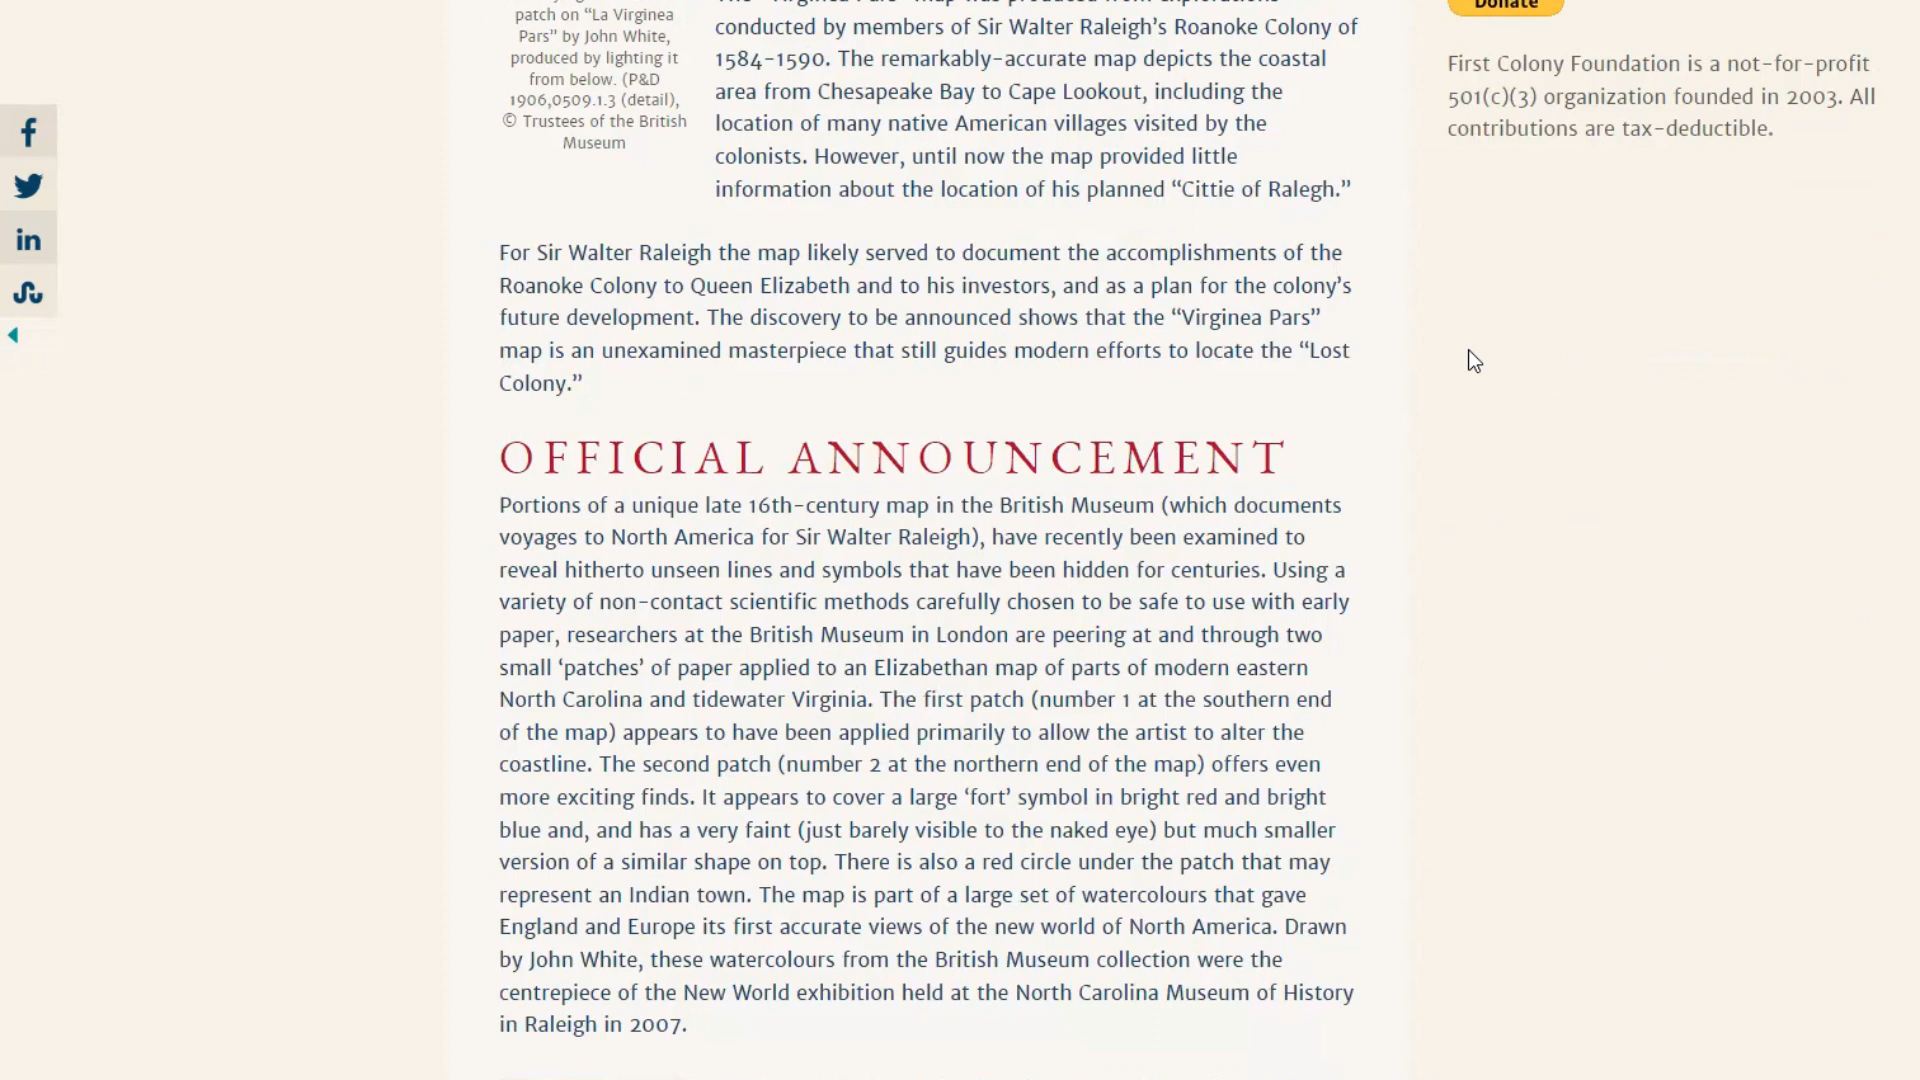 patch on “La Virginea
Pars” by John White,
produced by lighting it
from below. (P&D
1906,0509.1.3 (detail),
© Trustees of the British
Museum
conducted by members of Sir Walter Raleigh’s Roanoke Colony of
1584-1590. The remarkably-accurate map depicts the coastal
area from Chesapeake Bay to Cape Lookout, including the
location of many native American villages visited by the
colonists. However, until now the map provided little
information about the location of his planned “Cittie of Ralegh.”
For Sir Walter Raleigh the map likely served to document the accomplishments of the
Roanoke Colony to Queen Elizabeth and to his investors, and as a plan for the colony’s
future development. The discovery to be announced shows that the “Virginea Pars”
map is an unexamined masterpiece that still guides modern efforts to locate the “Lost
Colony.”
OFFICIAL ANNOUNCEMENT
Portions of a unique late 16th-century map in the British Museum (which documents
voyages to North America for Sir Walter Raleigh), have recently been examined to
reveal hitherto unseen lines and symbols that have been hidden for centuries. Using a
variety of non-contact scientific methods carefully chosen to be safe to use with early
paper, researchers at the British Museum in London are peering at and through two
small ‘patches’ of paper applied to an Elizabethan map of parts of modern eastern
North Carolina and tidewater Virginia. The first patch (number 1 at the southern end
of the map) appears to have been applied primarily to allow the artist to alter the
coastline. The second patch (number 2 at the northern end of the map) offers even
more exciting finds. It appears to cover a large ‘fort’ symbol in bright red and bright
blue and, and has a very faint (just barely visible to the naked eye) but much smaller
version of a similar shape on top. There is also a red circle under the patch that may
represent an Indian town. The map is part of a large set of watercolours that gave
England and Europe its first accurate views of the new world of North America. Drawn
by John White, these watercolours from the British Museum collection were the
centrepiece of the New World exhibition held at the North Carolina Museum of History
in Raleigh in 2007.
Donate
First Colony Foundation is a not-for-profit
501(c)(3) organization founded in 2003. All
contributions are tax-deductible.